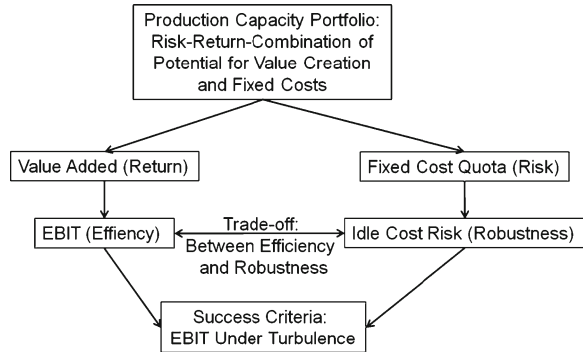 Production Capacity Portfolio:
Risk-Return-Combination of
Potential for Value Creation
and Fixed Costs
Value Added (Return)
Fixed Cost Quota (Risk)
EBIT (Effiency)
Trade-off:
Between Efficiency
and Robustness
Idle Cost Risk (Robustness)
Success Criteria:
EBIT Under Turbulence